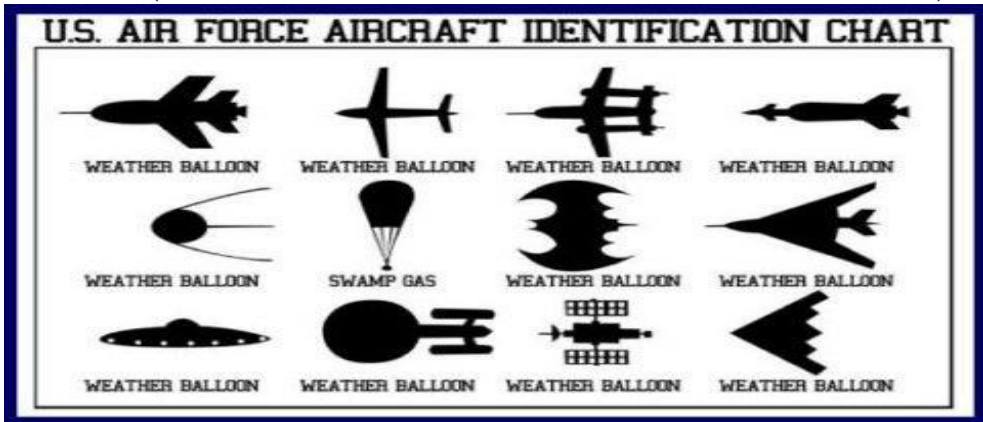 U.S. AIR FORCE AIRCRAFT IDENTIFICATION CHART
WEATHER BALLOON WEATHER BALLOON WEATHER BALLOON WEATHER BALLOON
WEATHER BALLOON SWAMP GAS WEATHER BALLOON WEATHER BALLOON
WEATHER BALLOON WEATHER BALLOON WEATHER BALLOON WEATHER BALLOON